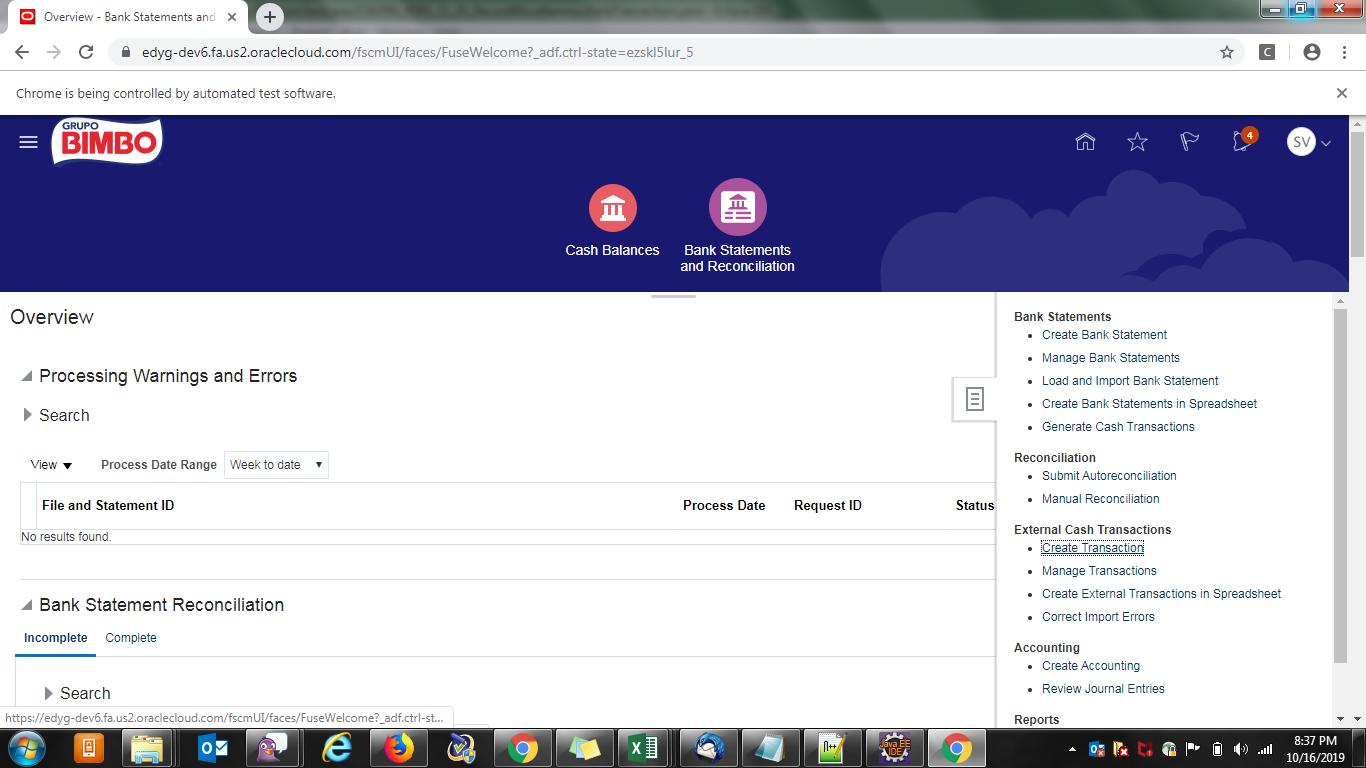 Overview - Bank Statements and
edyg-dev6.fa.us2.oraclecloud.com/fscmUI/faces/FuseWelcome?_adf.ctrl-state=ezskl5lur_5
C
Chrome is being controlled by automated test software.
GRUPO
BIMBO
4
SV
Cash Balances
Bank Statements
and Reconciliation
Overview
Processing Warnings and Errors
Search
View
Process Date Range
Week to date
File and Statement ID
Process Date
Request ID
Status
No results found.
Bank Statement Reconciliation
Incomplete
Complete
Search
Bank Statements
Create Bank Statement
Manage Bank Statements
Load and Import Bank Statement
Create Bank Statements in Spreadsheet
Generate Cash Transactions
Reconciliation
Submit Autoreconciliation
Manual Reconciliation
External Cash Transactions
Create Transaction
Manage Transactions
Create External Transactions in Spreadsheet
Correct Import Errors
Accounting
Create Accounting
Review Journal Entries
Reports
https://edyg-dev6.fa.us2.oraclecloud.com/fscmUI/faces/FuseWelcome?_adf.ctrl-st...
Java EE
IDE
8:37 PM
10/16/2019